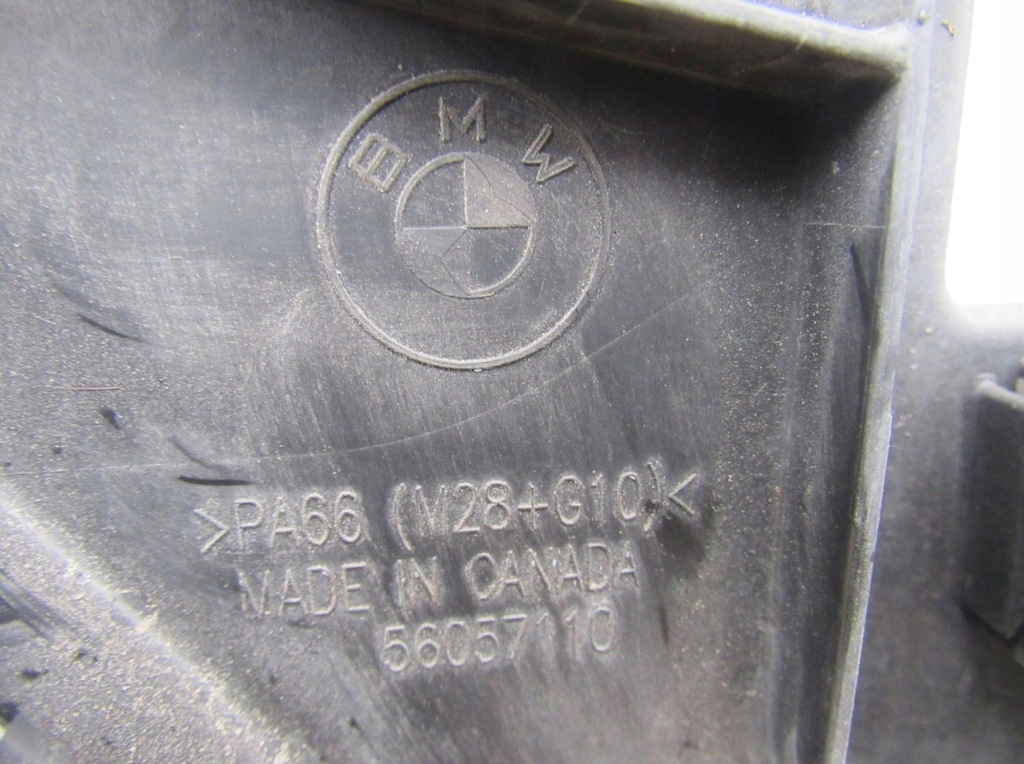 BMW
>PA66 (M28+G10)<
MADE IN CANADA
56057110